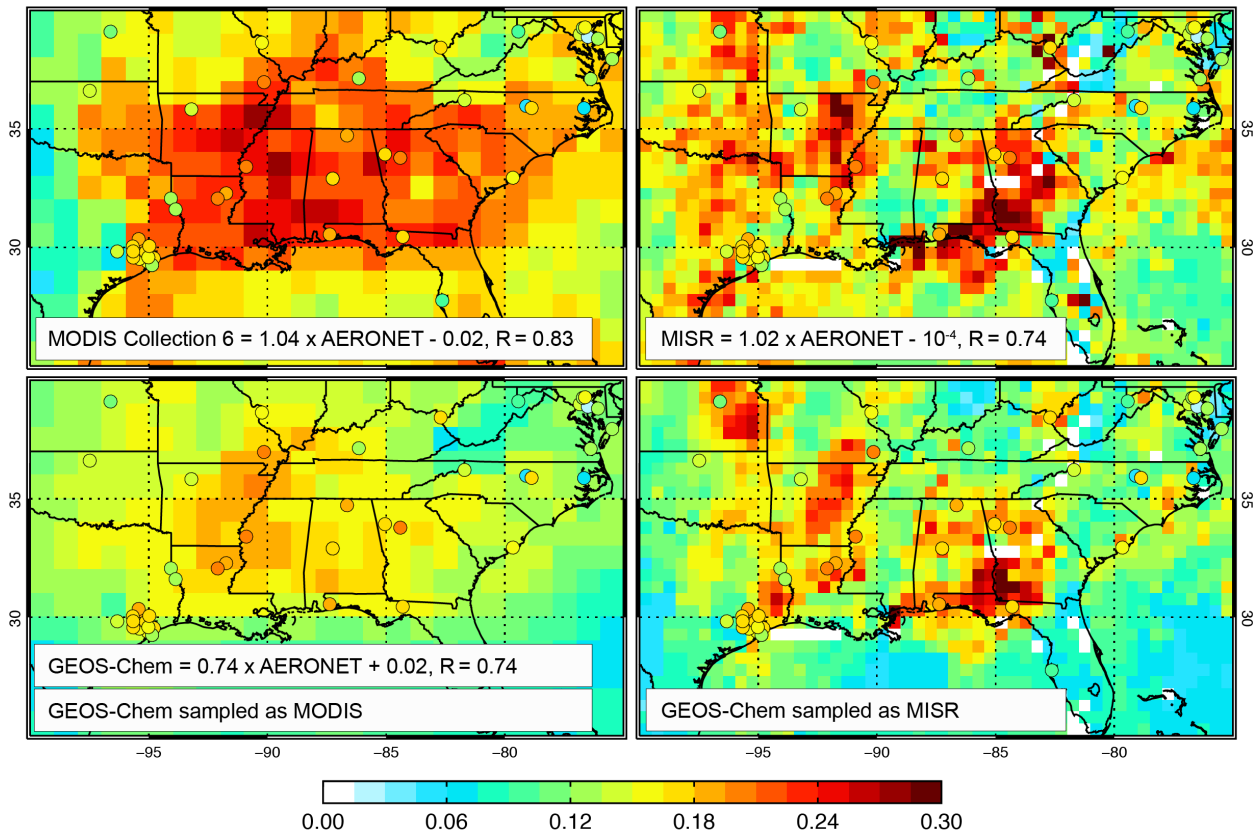 35
30
MODIS Collection 6 = 1.04 x AERONET - 0.02, R = 0.83
MISR = 1.02 x AERONET - 10⁻⁴, R = 0.74
35
30
35
30
GEOS-Chem = 0.74 x AERONET + 0.02, R = 0.74
GEOS-Chem sampled as MODIS
GEOS-Chem sampled as MISR
35
30
−95 −90 −85 −80
−95 −90 −85 −80
0.00 0.06 0.12 0.18 0.24 0.30